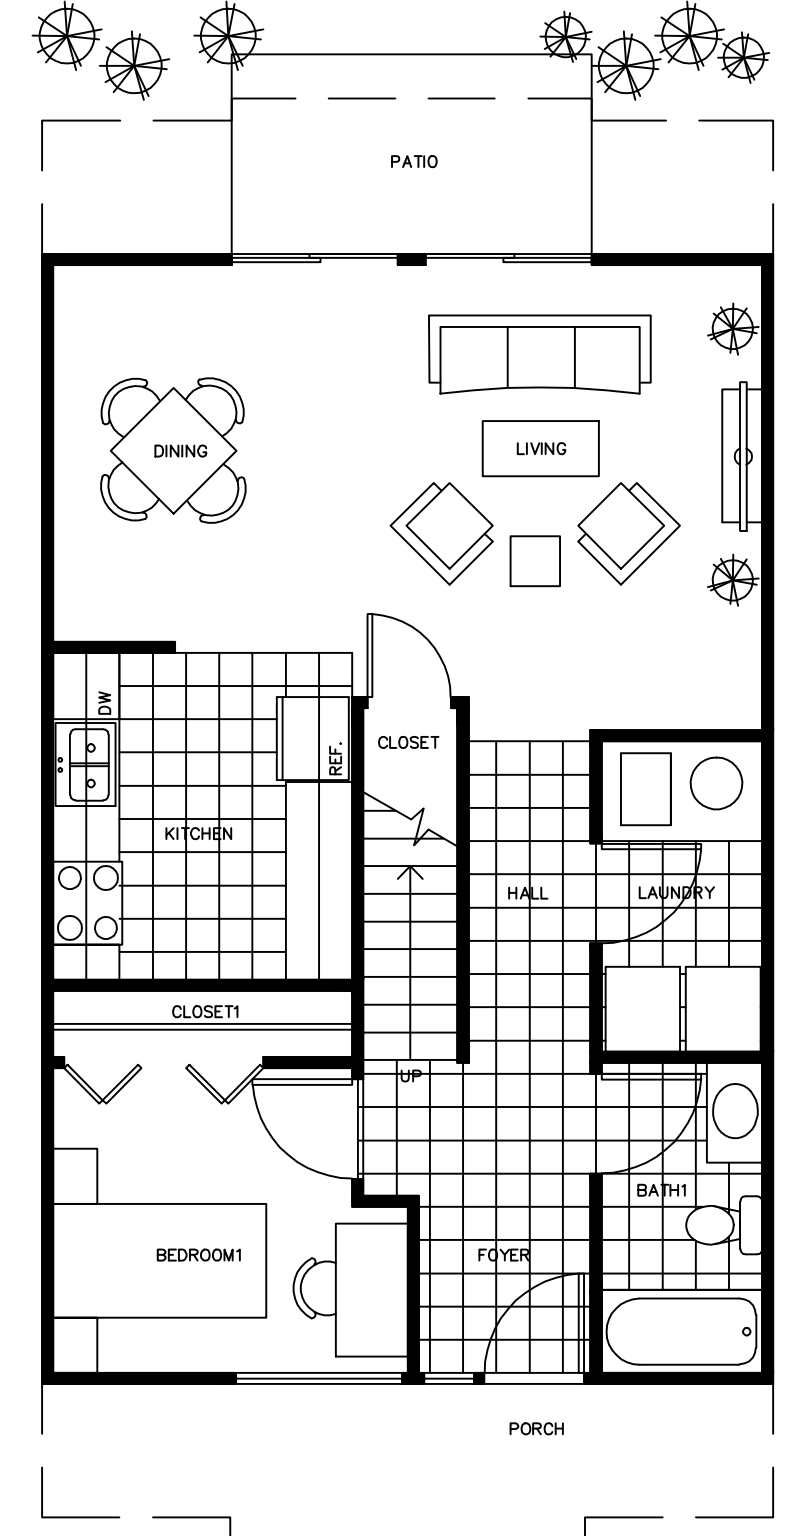 PATIO
DINING
LIVING
DW
REF.
CLOSET
KITCHEN
HALL
LAUNDRY
CLOSET1
UP
BATH1
BEDROOM1
FOYER
PORCH